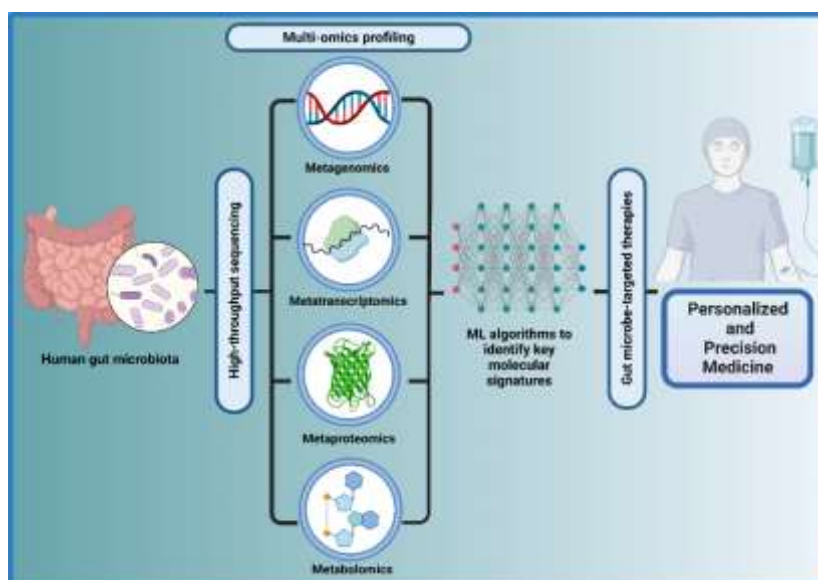 Multi-omics profiling
Metagenomics
High-throughput sequencing
Human gut microbiota
Metatranscriptomics
Metaproteomics
Metabolomics
ML algorithms to
identify key
molecular
signatures
Gut microbe-targeted therapies
Personalized
and
Precision
Medicine